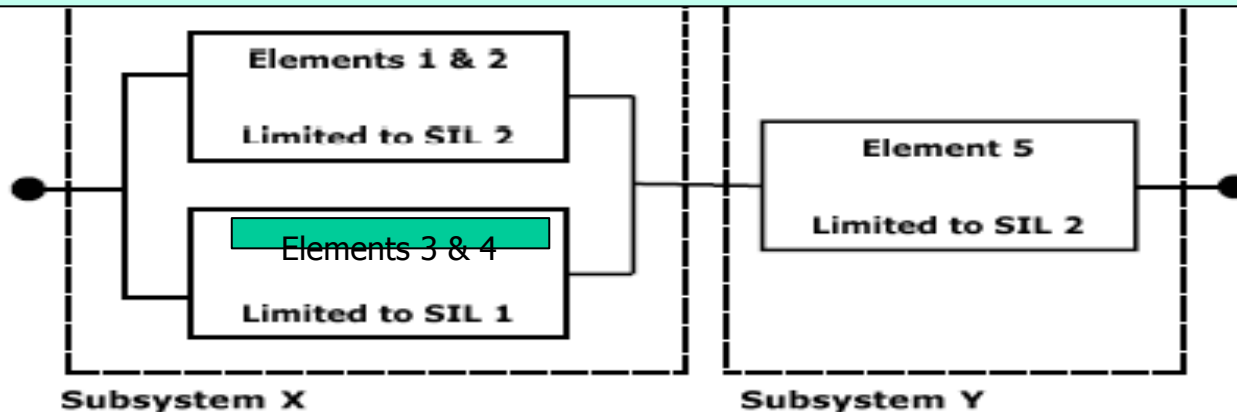 Elements 1 & 2
Limited to SIL 2
Elements 3 & 4
Limited to SIL 1
Element 5
Limited to SIL 2
Subsystem X
Subsystem Y